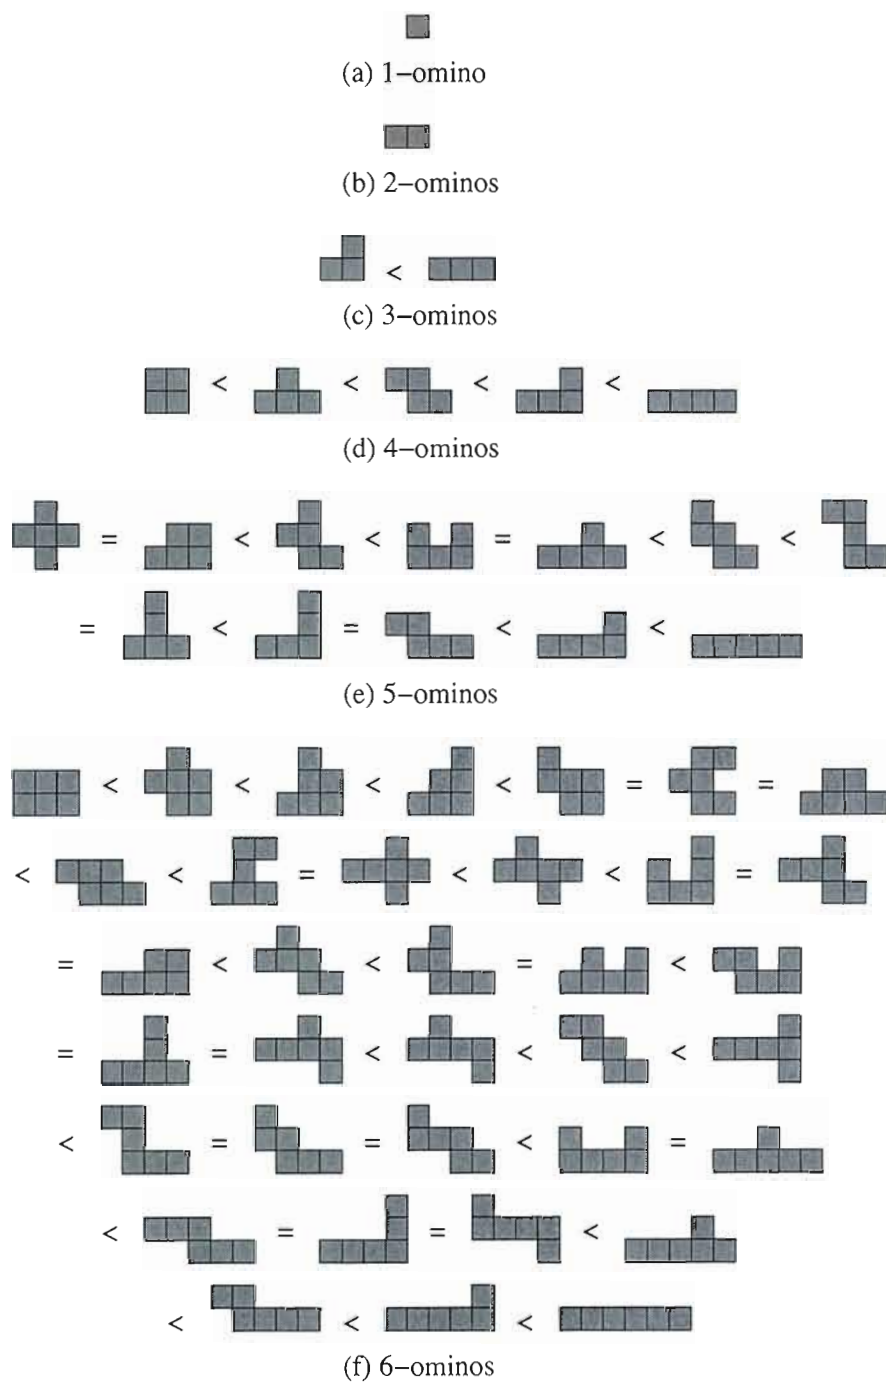 (a) 1–omino
(b) 2–ominos
<
(c) 3–ominos
< < < <
(d) 4–ominos
= < < = < <
= < = < <
(e) 5–ominos
< < < < = =
< < = < < =
= < < = <
= = < < <
< = = < =
< = = <
< < <
(f) 6–ominos